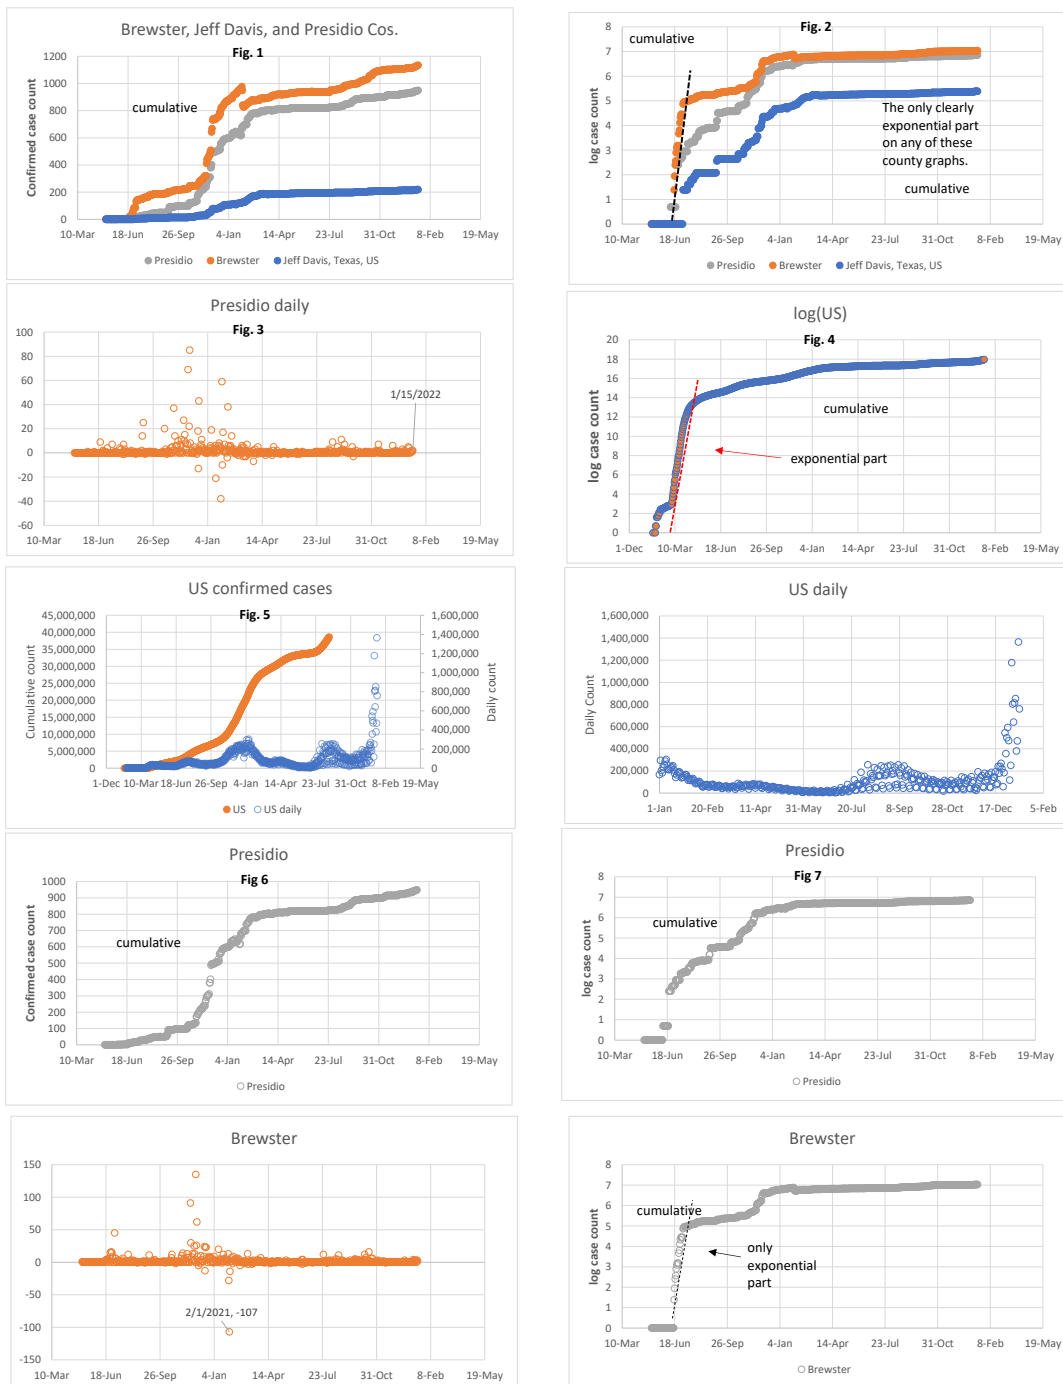 Brewster, Jeff Davis, and Presidio Cos.
Fig. 1
cumulative
Confirmed case count
1200
1000
800
600
400
200
0
10-Mar 18-Jun 26-Sep 4-Jan 14-Apr 23-Jul 31-Oct 8-Feb 19-May
Presidio Brewster Jeff Davis, Texas, US
Fig. 2
cumulative
log case count
8
7
6
5
4
3
2
1
0
The only clearly
exponential part
on any of these
county graphs.
cumulative
10-Mar 18-Jun 26-Sep 4-Jan 14-Apr 23-Jul 31-Oct 8-Feb 19-May
Presidio Brewster Jeff Davis, Texas, US
Presidio daily
Fig. 3
100
80
60
40
20
0
-20
-40
-60
1/15/2022
10-Mar 18-Jun 26-Sep 4-Jan 14-Apr 23-Jul 31-Oct 8-Feb 19-May
log(US)
Fig. 4
log case count
20
18
16
14
12
10
8
6
4
2
0
cumulative
exponential part
1-Dec 10-Mar 18-Jun 26-Sep 4-Jan 14-Apr 23-Jul 31-Oct 8-Feb 19-May
US confirmed cases
Fig. 5
Cumulative count
45,000,000
40,000,000
35,000,000
30,000,000
25,000,000
20,000,000
15,000,000
10,000,000
5,000,000
0
1,600,000
1,400,000
1,200,000
1,000,000
800,000
600,000
400,000
200,000
0
Daily count
1-Dec 10-Mar 18-Jun 26-Sep 4-Jan 14-Apr 23-Jul 31-Oct 8-Feb 19-May
US US daily
US daily
Daily Count
1,600,000
1,400,000
1,200,000
1,000,000
800,000
600,000
400,000
200,000
0
1-Jan 20-Feb 11-Apr 31-May 20-Jul 8-Sep 28-Oct 17-Dec 5-Feb
Presidio
Fig 6
cumulative
Confirmed case count
1000
900
800
700
600
500
400
300
200
100
0
10-Mar 18-Jun 26-Sep 4-Jan 14-Apr 23-Jul 31-Oct 8-Feb 19-May
Presidio
Presidio
Fig 7
cumulative
log case count
8
7
6
5
4
3
2
1
0
10-Mar 18-Jun 26-Sep 4-Jan 14-Apr 23-Jul 31-Oct 8-Feb 19-May
Presidio
Brewster
150
100
50
0
-50
-100
-150
2/1/2021, -107
10-Mar 18-Jun 26-Sep 4-Jan 14-Apr 23-Jul 31-Oct 8-Feb 19-May
Brewster
cumulative
log case count
8
7
6
5
4
3
2
1
0
only
exponential
part
10-Mar 18-Jun 26-Sep 4-Jan 14-Apr 23-Jul 31-Oct 8-Feb 19-May
Brewster